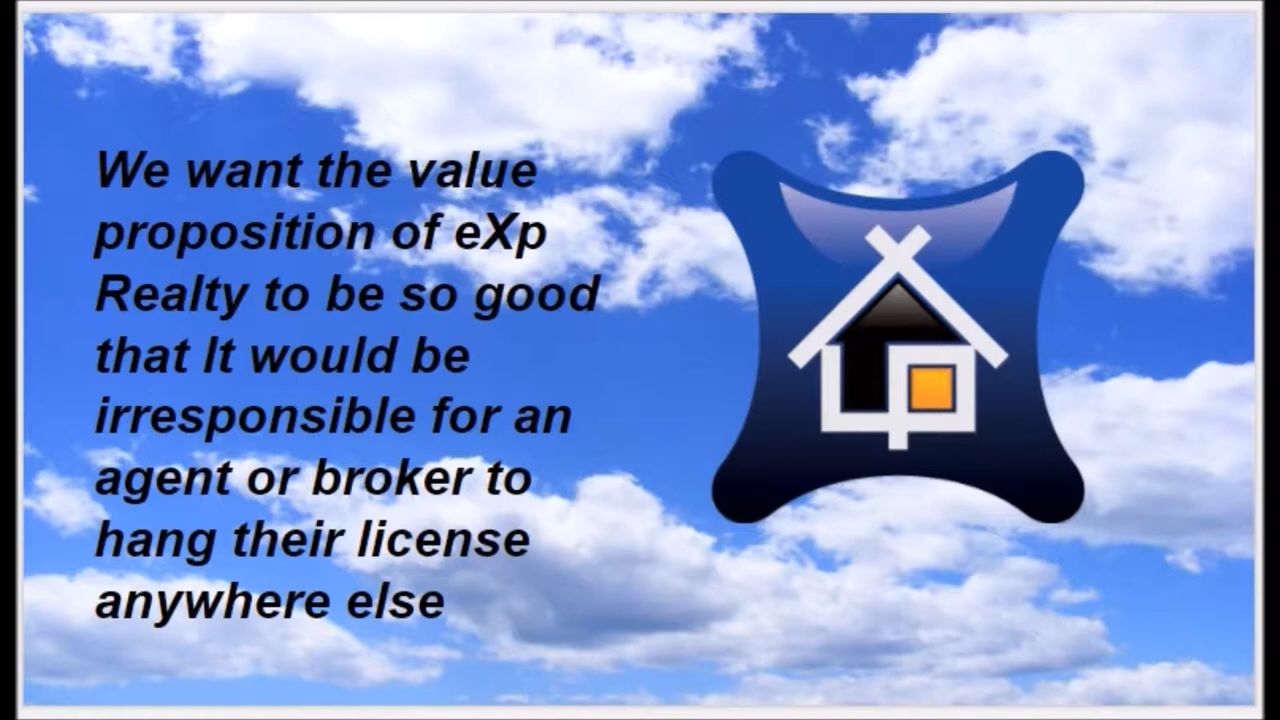 We want the value
proposition of eXp
Realty to be so good
that It would be
irresponsible for an
agent or broker to
hang their license
anywhere else